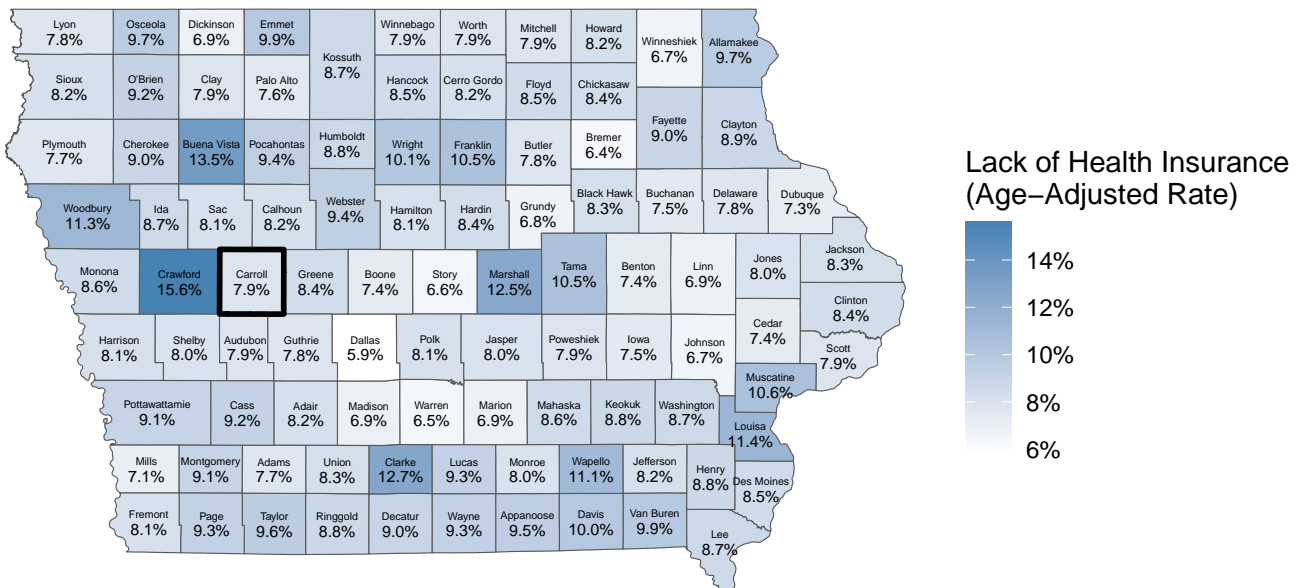 Lyon
7.8%
Osceola
9.7%
Dickinson
6.9%
Emmet
9.9%
Kossuth
8.7%
Winnebago
7.9%
Worth
7.9%
Mitchell
7.9%
Howard
8.2%
Winneshiek
6.7%
Allamakee
9.7%
Sioux
8.2%
O'Brien
9.2%
Clay
7.9%
Palo Alto
7.6%
Hancock
8.5%
Cerro Gordo
8.2%
Floyd
8.5%
Chickasaw
8.4%
Fayette
9.0%
Clayton
8.9%
Plymouth
7.7%
Cherokee
9.0%
Buena Vista
13.5%
Pocahontas
9.4%
Humboldt
8.8%
Wright
10.1%
Franklin
10.5%
Butler
7.8%
Bremer
6.4%
Woodbury
11.3%
Ida
8.7%
Sac
8.1%
Calhoun
8.2%
Webster
9.4%
Hamilton
8.1%
Hardin
8.4%
Grundy
6.8%
Black Hawk
8.3%
Buchanan
7.5%
Delaware
7.8%
Dubuque
7.3%
Monona
8.6%
Crawford
15.6%
Carroll
7.9%
Greene
8.4%
Boone
7.4%
Story
6.6%
Marshall
12.5%
Tama
10.5%
Benton
7.4%
Linn
6.9%
Jones
8.0%
Jackson
8.3%
Clinton
8.4%
Harrison
8.1%
Shelby
8.0%
Audubon
7.9%
Guthrie
7.8%
Dallas
5.9%
Polk
8.1%
Jasper
8.0%
Poweshiek
7.9%
Iowa
7.5%
Johnson
6.7%
Cedar
7.4%
Scott
7.9%
Muscatine
10.6%
Pottawattamie
9.1%
Cass
9.2%
Adair
8.2%
Madison
6.9%
Warren
6.5%
Marion
6.9%
Mahaska
8.6%
Keokuk
8.8%
Washington
8.7%
Louisa
11.4%
Mills
7.1%
Montgomery
9.1%
Adams
7.7%
Union
8.3%
Clarke
12.7%
Lucas
9.3%
Monroe
8.0%
Wapello
11.1%
Jefferson
8.2%
Henry
8.8%
Des Moines
8.5%
Fremont
8.1%
Page
9.3%
Taylor
9.6%
Ringgold
8.8%
Decatur
9.0%
Wayne
9.3%
Appanoose
9.5%
Davis
10.0%
Van Buren
9.9%
Lee
8.7%
Lack of Health Insurance
(Age−Adjusted Rate)
14%
12%
10%
8%
6%